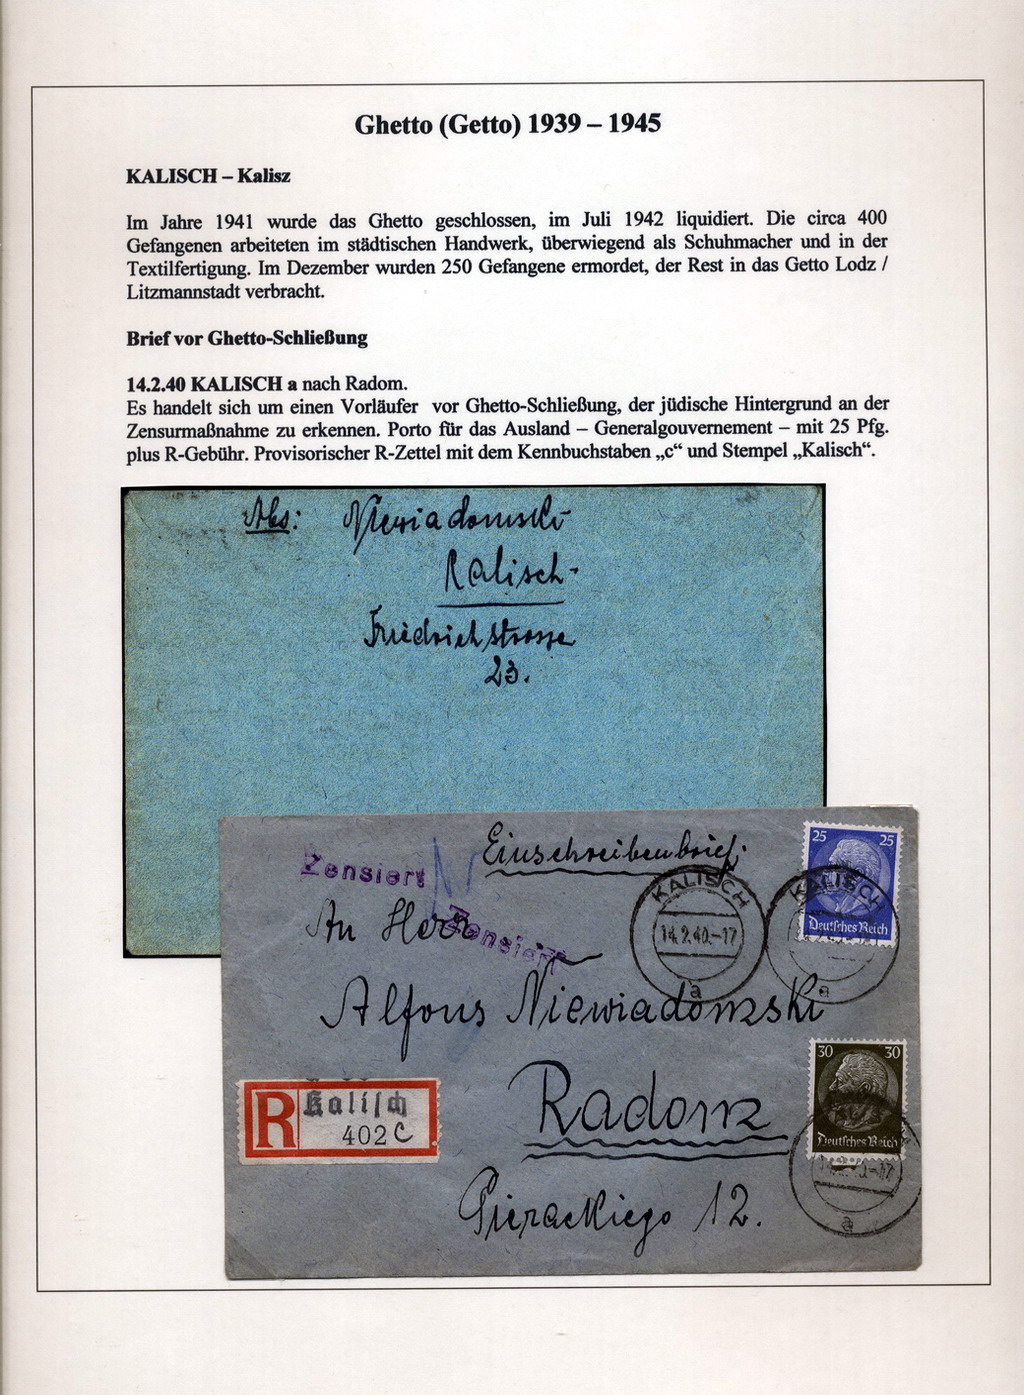 Ghetto (Getto) 1939 – 1945
KALISCH – Kalisz
Im Jahre 1941 wurde das Ghetto geschlossen, im Juli 1942 liquidiert. Die circa 400
Gefangenen arbeiteten im städtischen Handwerk, überwiegend als Schuhmacher und in der
Textilfertigung. Im Dezember wurden 250 Gefangene ermordet, der Rest in das Getto Lodz /
Litzmannstadt verbracht.
Brief vor Ghetto-Schließung
14.2.40 KALISCH a nach Radom.
Es handelt sich um einen Vorläufer vor Ghetto-Schließung, der jüdische Hintergrund an der
Zensurmaßnahme zu erkennen. Porto für das Ausland – Generalgouvernement – mit 25 Pfg.
plus R-Gebühr. Provisorischer R-Zettel mit dem Kennbuchstaben „c“ und Stempel „Kalisch“.
Abs: Niewiadomski
Kalisch-
Friedrichstrasse
23.
Einschreibenbrief.
Zensiert
Zensiert
An Herr
Alfons Niewiadomski
Radom
Pierackiego 12.
R Kalisch
402 C
KALISCH
14.2.40.-17
a
KALISCH
a
25 25
Deutsches Reich
30 30
Deutsches Reich
a